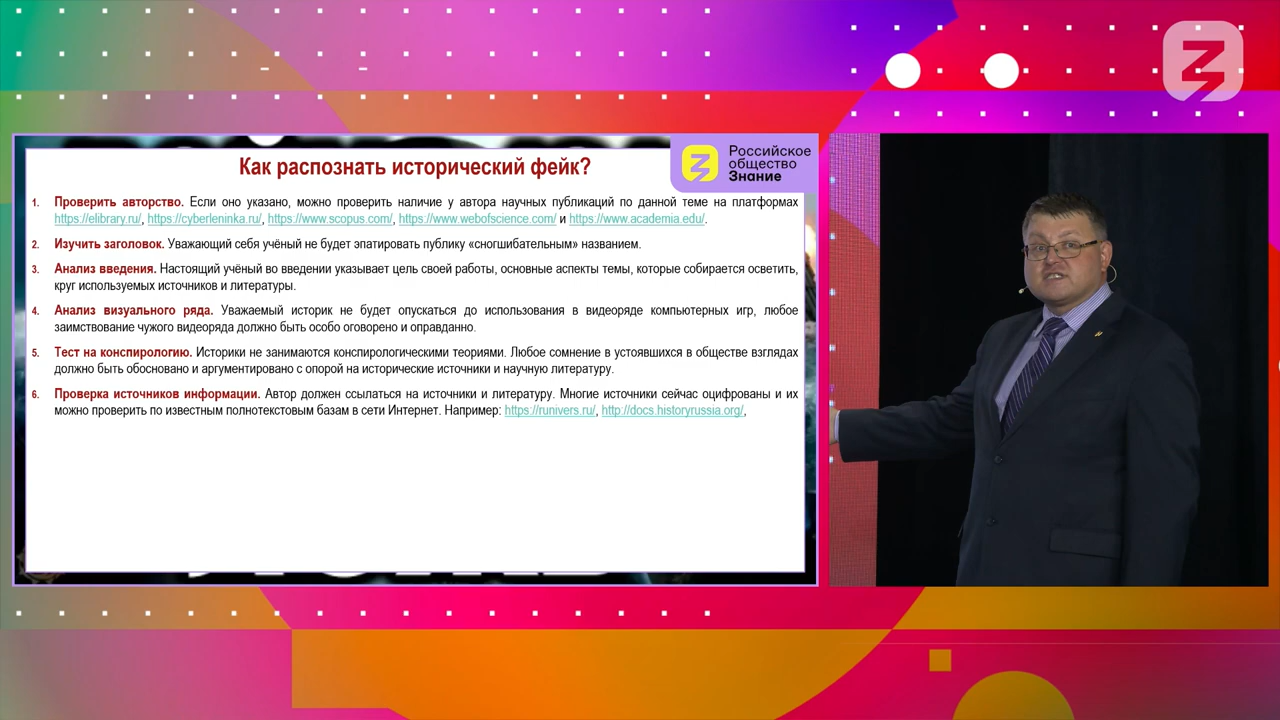 Как распознать исторический фейк?
Российское
общество
Знание
1. Проверить авторство. Если оно указано, можно проверить наличие у автора научных публикаций по данной теме на платформах
https://elibrary.ru/, https://cyberleninka.ru/, https://www.scopus.com/, https://www.webofscience.com/ и https://www.academia.edu/.
2. Изучить заголовок. Уважающий себя учёный не будет эпатировать публику «сногшибательным» названием.
3. Анализ введения. Настоящий учёный во введении указывает цель своей работы, основные аспекты темы, которые собирается осветить,
круг используемых источников и литературы.
4. Анализ визуального ряда. Уважаемый историк не будет опускаться до использования в видеоряде компьютерных игр, любое
заимствование чужого видеоряда должно быть особо оговорено и оправданно.
5. Тест на конспирологию. Историки не занимаются конспирологическими теориями. Любое сомнение в устоявшихся в обществе взглядах
должно быть обосновано и аргументировано с опорой на исторические источники и научную литературу.
6. Проверка источников информации. Автор должен ссылаться на источники и литературу. Многие источники сейчас оцифрованы и их
можно проверить по известным полнотекстовым базам в сети Интернет. Например: https://runivers.ru/, http://docs.historyrussia.org/,